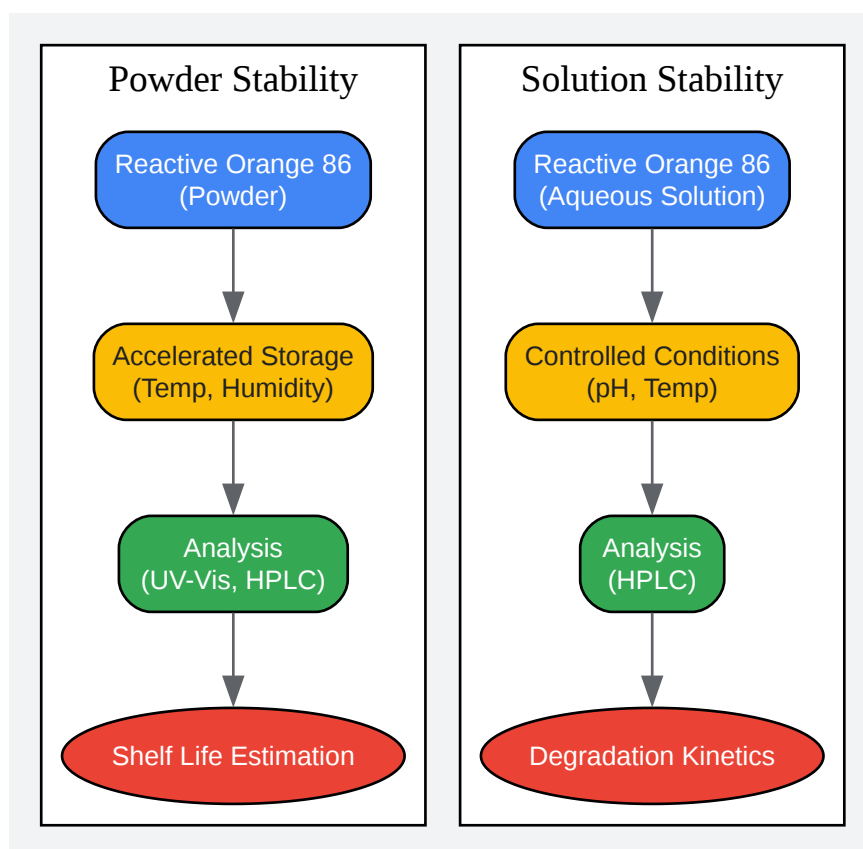 Powder Stability
Reactive Orange 86
(Powder)
Accelerated Storage
(Temp, Humidity)
Analysis
(UV-Vis, HPLC)
Shelf Life Estimation
Solution Stability
Reactive Orange 86
(Aqueous Solution)
Controlled Conditions
(pH, Temp)
Analysis
(HPLC)
Degradation Kinetics